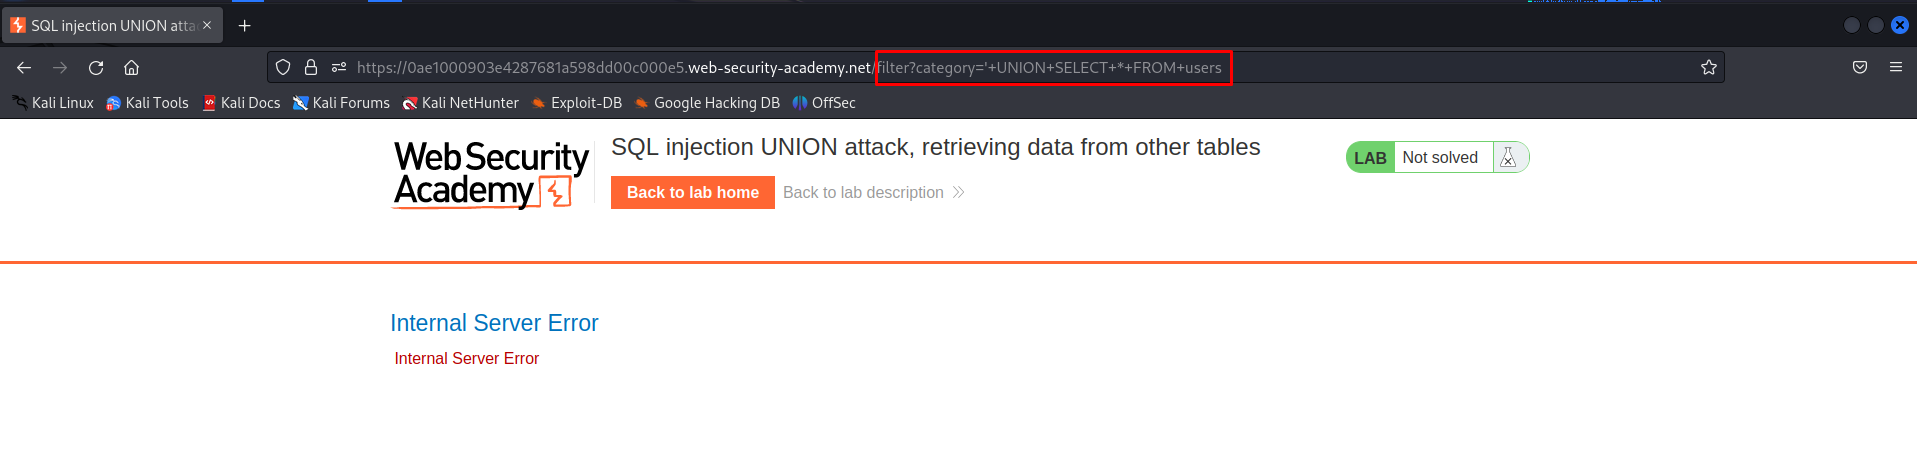 SQL injection UNION atta
https://0ae1000903e4287681a598dd00c000e5.web-security-academy.net/filter?category='+UNION+SELECT+*+FROM+users
Kali Linux Kali Tools Kali Docs Kali Forums Kali NetHunter Exploit-DB Google Hacking DB OffSec
WebSecurity
Academy
SQL injection UNION attack, retrieving data from other tables
Back to lab home Back to lab description
LAB Not solved
Internal Server Error
Internal Server Error